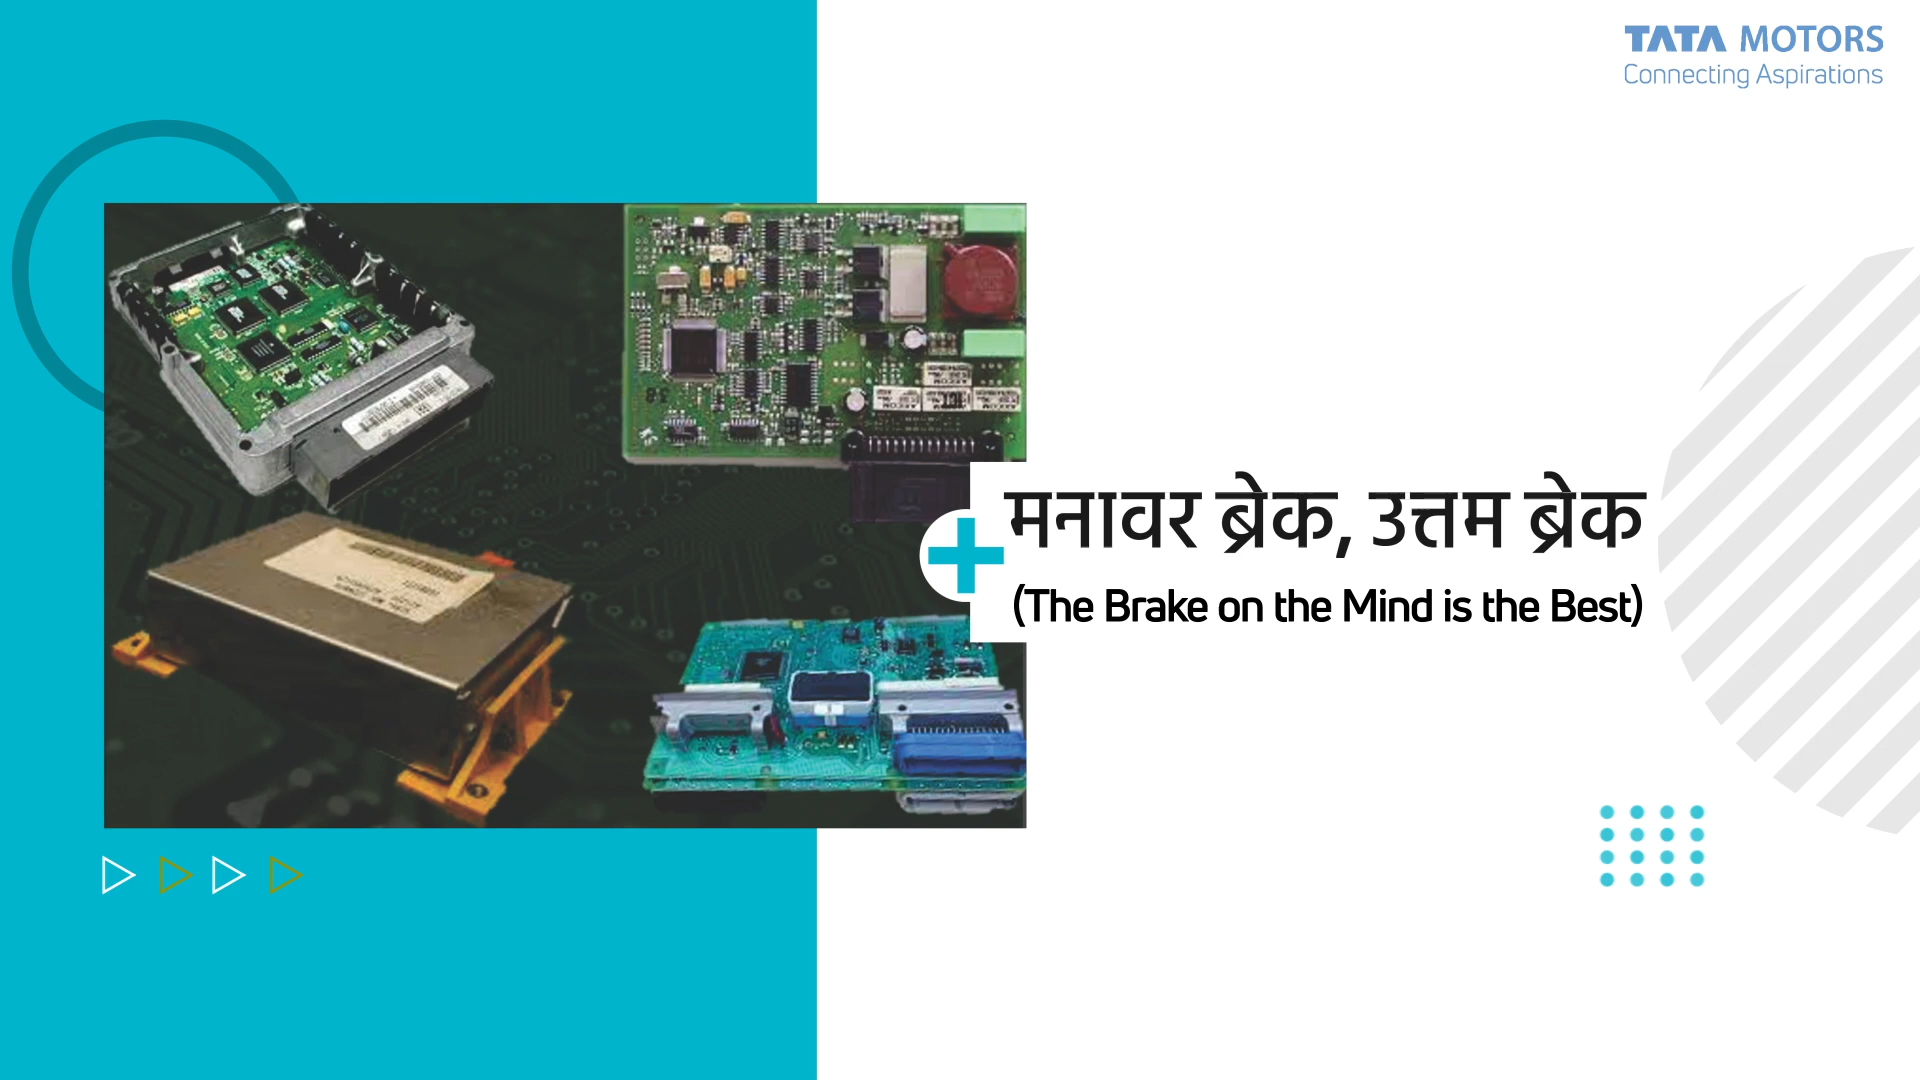 TATA MOTORS
Connecting Aspirations
मनावर ब्रेक, उत्तम ब्रेक
(The Brake on the Mind is the Best)